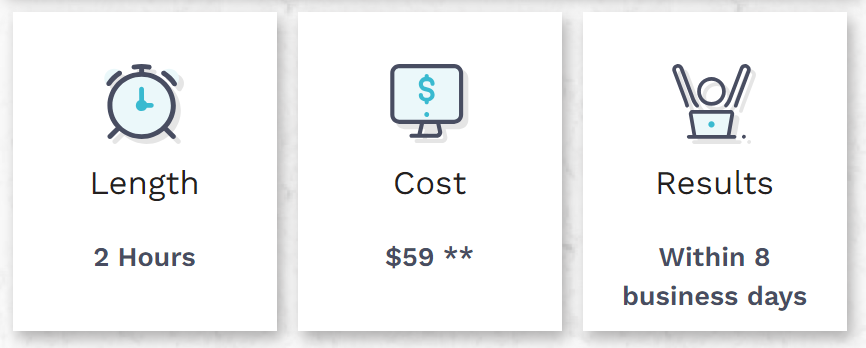 Length
2 Hours
Cost
$59 **
Results
Within 8
business days